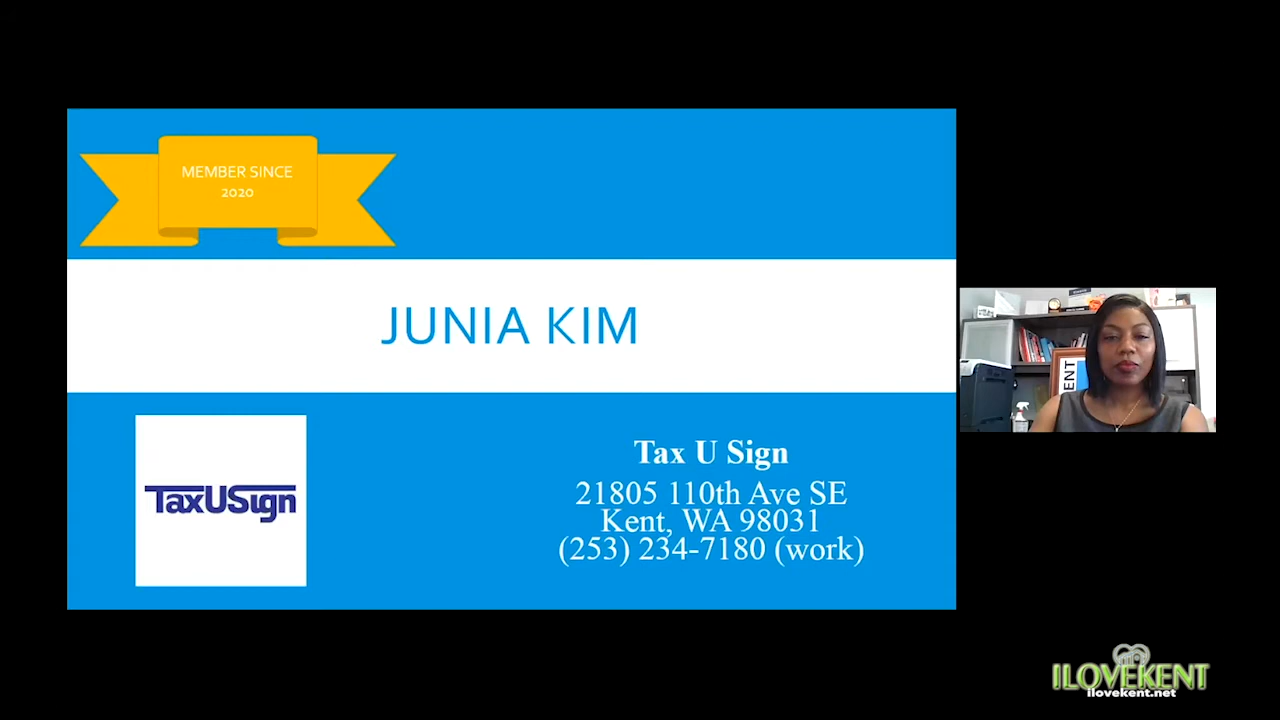 MEMBER SINCE
2020
JUNIA KIM
TaxUSign
Tax U Sign
21805 110th Ave SE
Kent, WA 98031
(253) 234-7180 (work)
ENT
ILOVEKENT
ilovekent.net